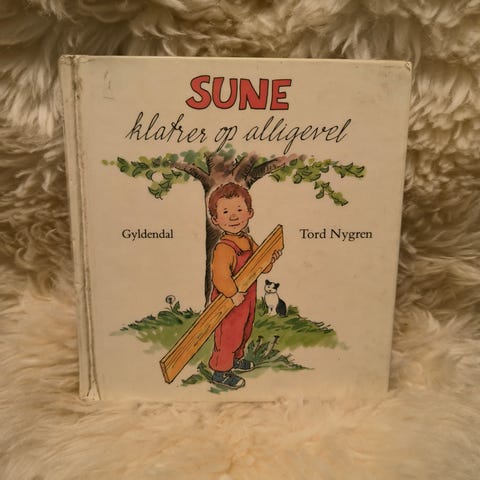 SUNE
klatrer op alligevel
Gyldendal
Tord Nygren